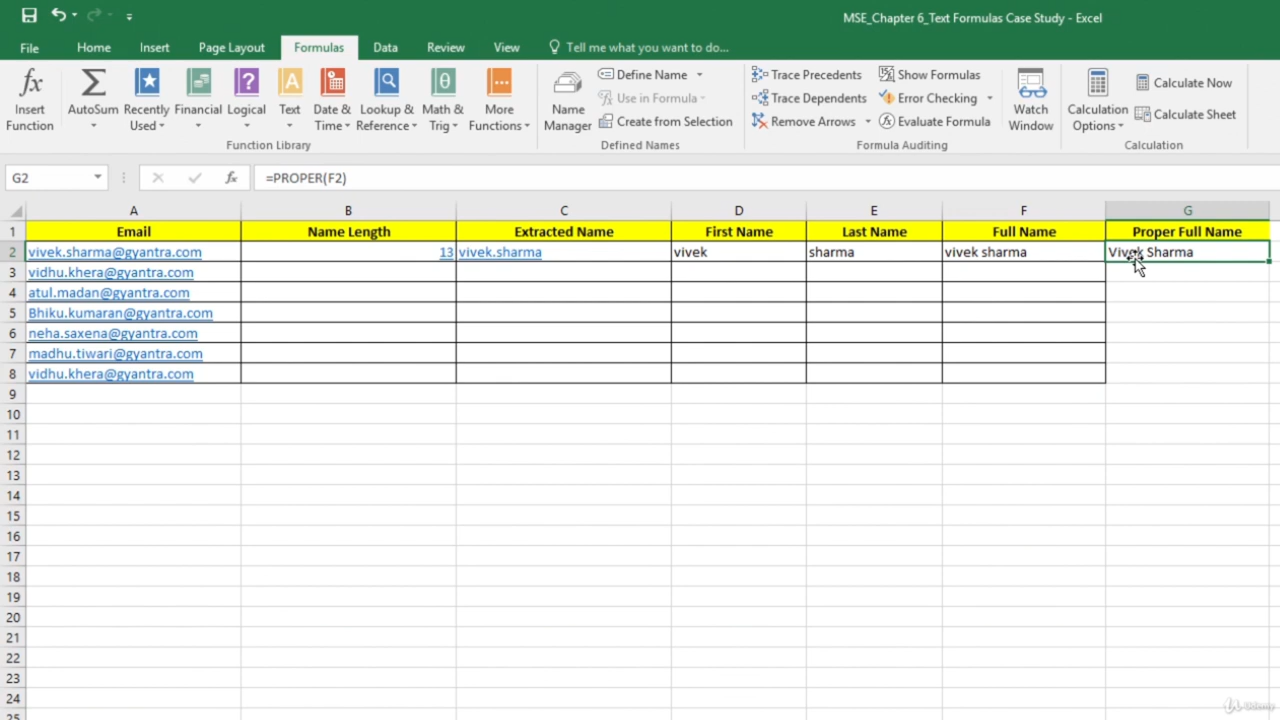 MSE_Chapter 6_Text Formulas Case Study - Excel
File Home Insert Page Layout Formulas Data Review View Tell me what you want to do...
Insert Function
AutoSum
Recently Used
Financial
Logical
Text
Date & Time
Lookup & Reference
Math & Trig
More Functions
Function Library
Name Manager
Define Name
Use in Formula
Create from Selection
Defined Names
Trace Precedents
Trace Dependents
Remove Arrows
Show Formulas
Error Checking
Evaluate Formula
Formula Auditing
Watch Window
Calculation Options
Calculate Now
Calculate Sheet
Calculation
G2 fx =PROPER(F2)
A B C D E F G
1 Email Name Length Extracted Name First Name Last Name Full Name Proper Full Name
2 vivek.sharma@gyantra.com 13 vivek.sharma vivek sharma vivek sharma Vivek Sharma
3 vidhu.khera@gyantra.com
4 atul.madan@gyantra.com
5 Bhiku.kumaran@gyantra.com
6 neha.saxena@gyantra.com
7 madhu.tiwari@gyantra.com
8 vidhu.khera@gyantra.com
9
10
11
12
13
14
15
16
17
18
19
20
21
22
23
24
25
Udemy